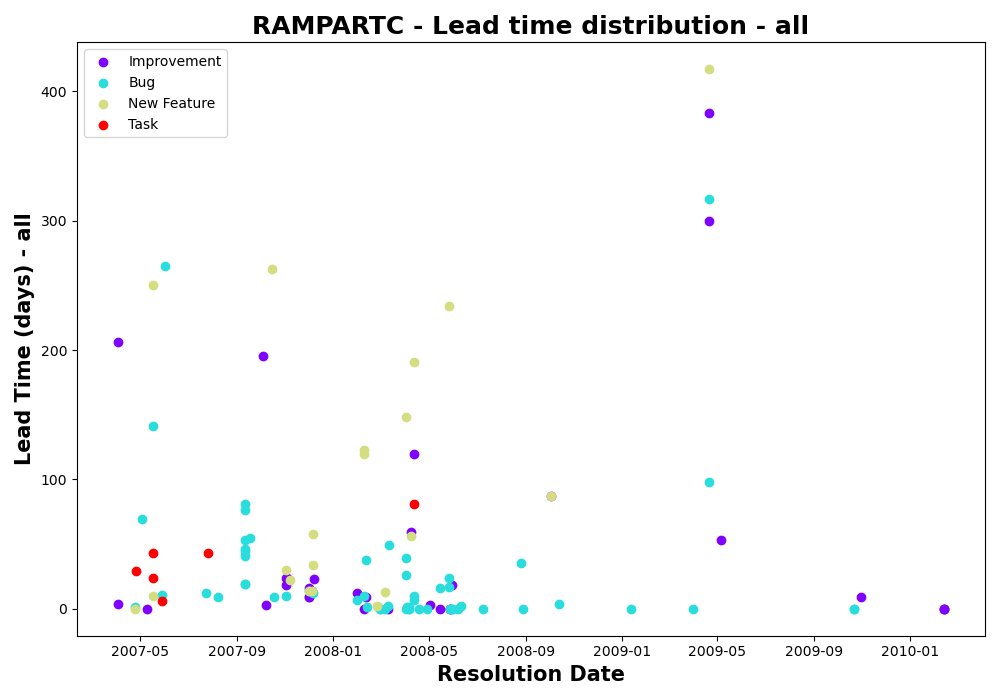 RAMPARTC - Lead time distribution - all
Improvement
Bug
New Feature
Task
Lead Time (days) - all
400
300
200
100
0
2007-05 2007-09 2008-01 2008-05 2008-09 2009-01 2009-05 2009-09 2010-01
Resolution Date